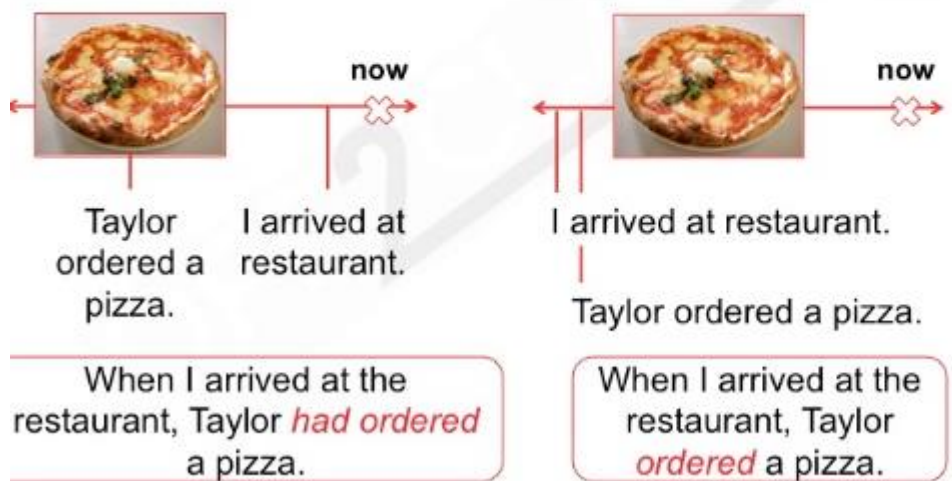 now
Taylor
ordered a
pizza.
I arrived at
restaurant.
When I arrived at the
restaurant, Taylor had ordered
a pizza.
now
I arrived at restaurant.
Taylor ordered a pizza.
When I arrived at the
restaurant, Taylor
ordered a pizza.